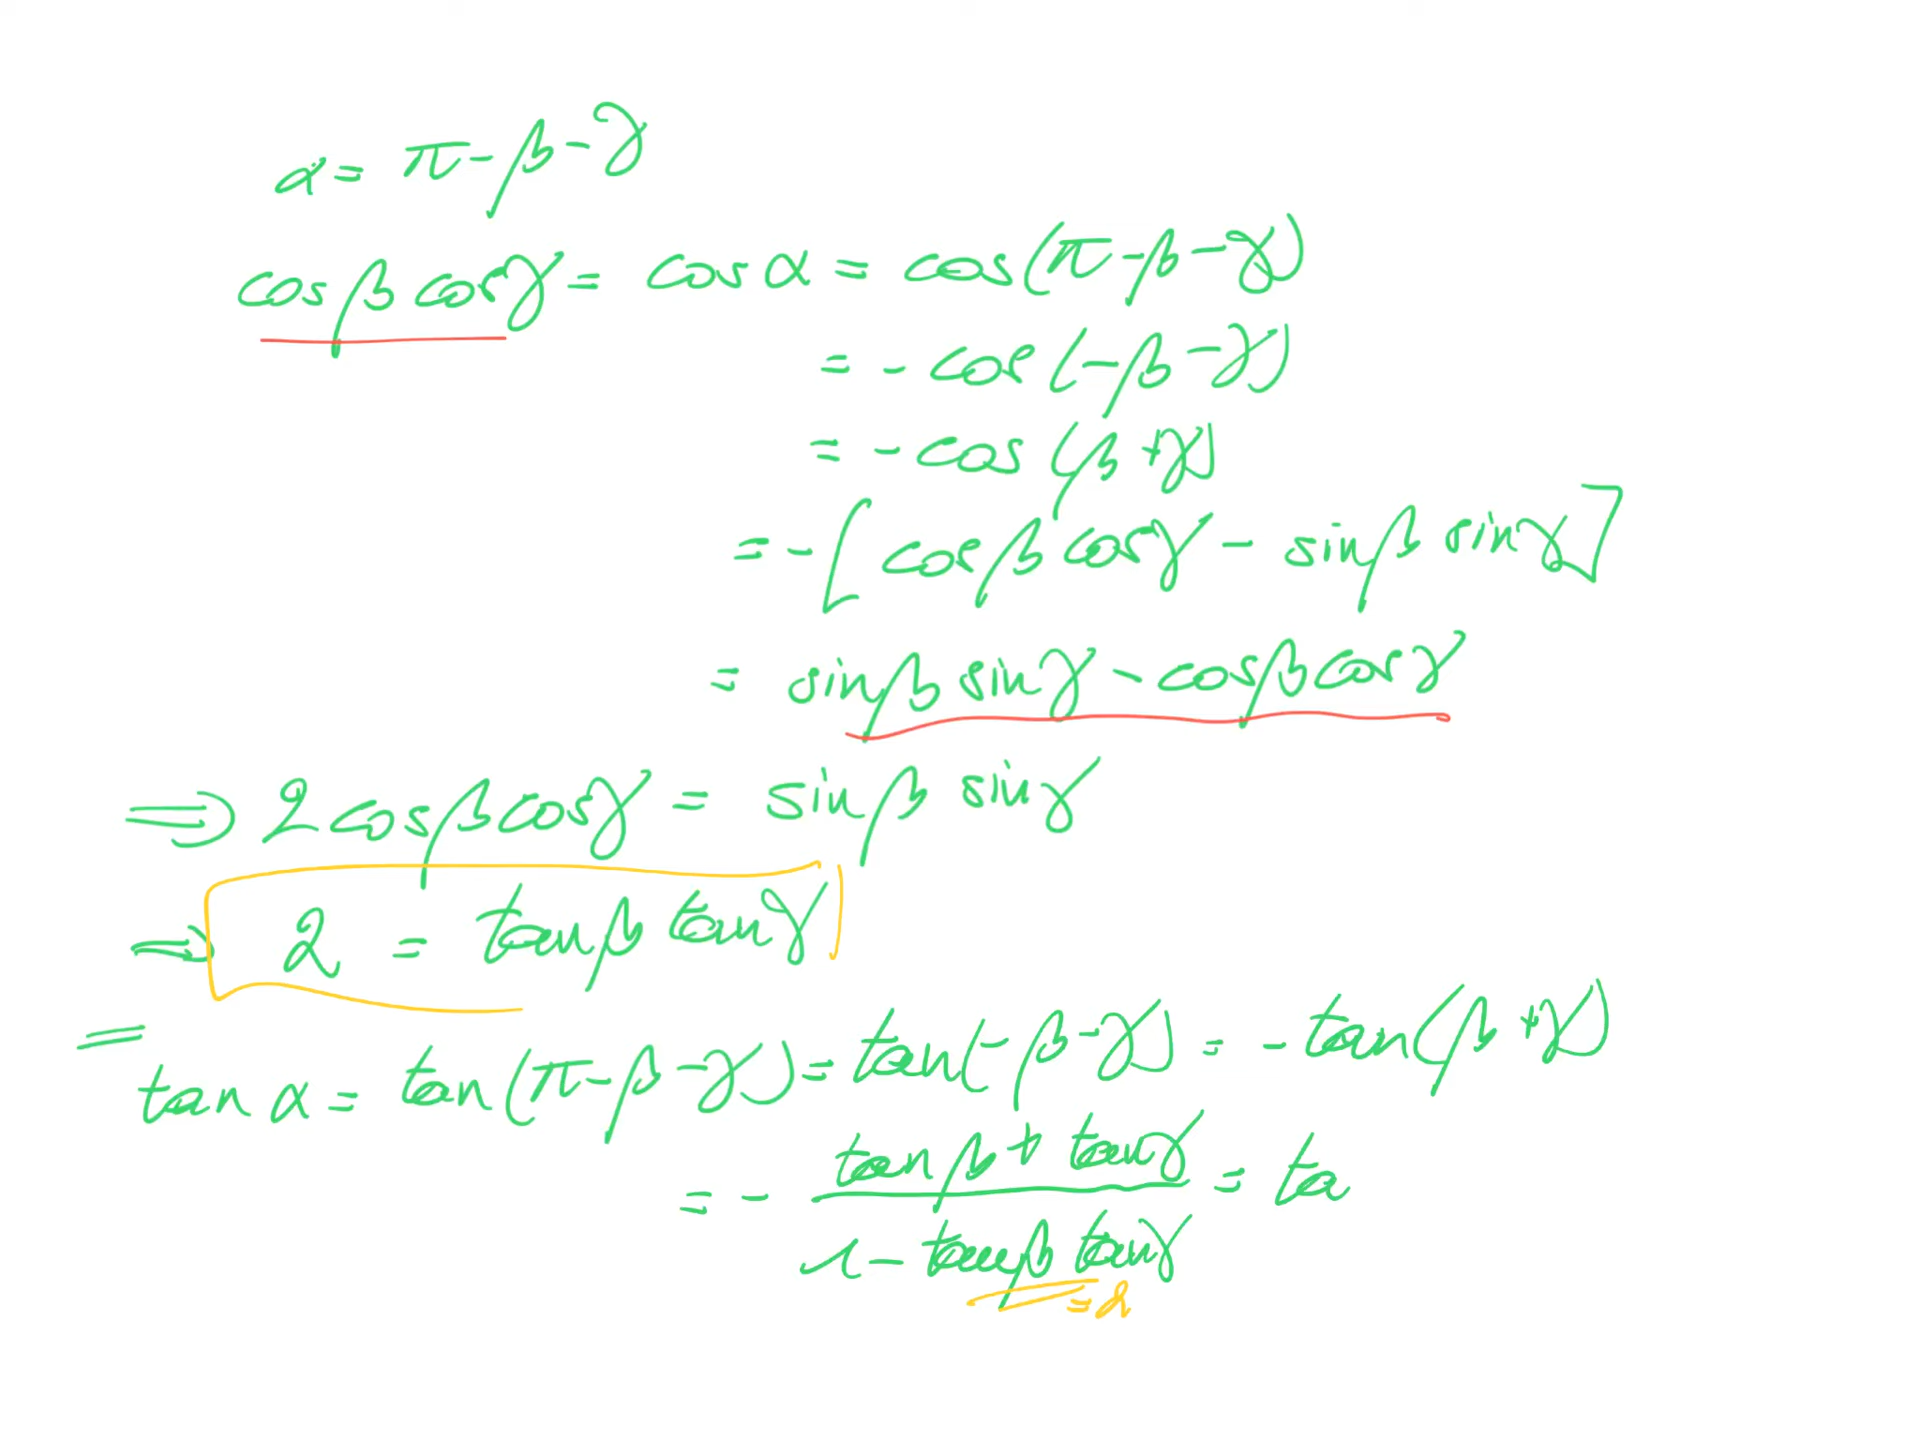 α = π - β - γ
cos β cos γ = cos α = cos(π - β - γ)
= - cos (-β - γ)
= - cos (β + γ)
= - [cos β cos γ - sin β sin γ]
= sin β sin γ - cos β cos γ
⇒ 2 cos β cos γ = sin β sin γ
⇒ 2 = tan β tan γ
=
tan α = tan(π - β - γ) = tan(-β - γ) = - tan(β + γ)
= - (tan β + tan γ) / (1 - tan β tan γ) = ta
= 2